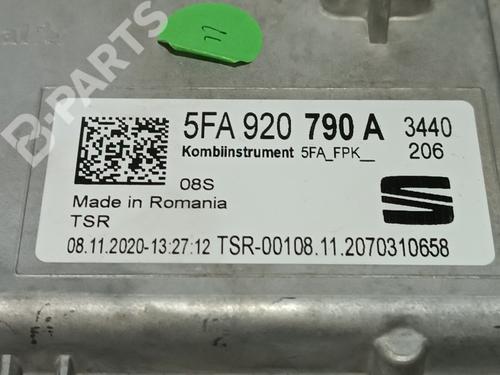 11
B-PARTS
5FA 920 790 A 3440
Kombiinstrument 5FA_FPK__ 206
08S
Made in Romania
TSR
08.11.2020-13:27:12 TSR-00108.11.2070310658